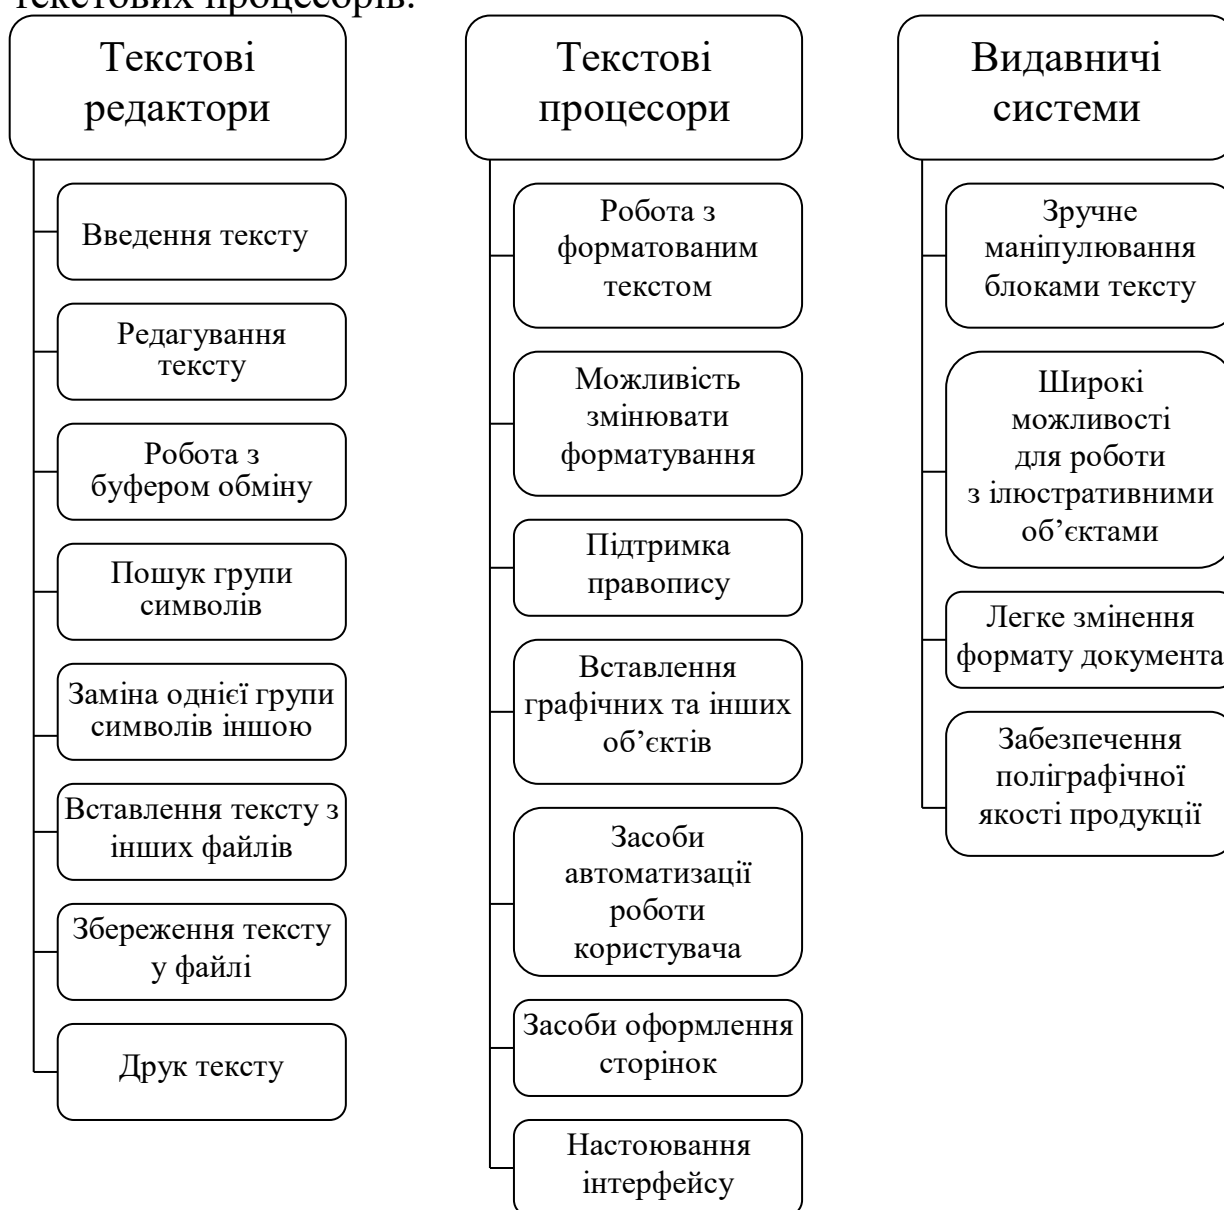 текстових процесорів.
Текстові
редактори
Введення тексту
Редагування
тексту
Робота з
буфером обміну
Пошук групи
символів
Заміна однієї групи
символів іншою
Вставлення тексту з
інших файлів
Збереження тексту
у файлі
Друк тексту
Текстові
процесори
Робота з
форматованим
текстом
Можливість
змінювати
форматування
Підтримка
правопису
Вставлення
графічних та інших
об’єктів
Засоби
автоматизації
роботи
користувача
Засоби оформлення
сторінок
Настоювання
інтерфейсу
Видавничі
системи
Зручне
маніпулювання
блоками тексту
Широкі
можливості
для роботи
з ілюстративними
об’єктами
Легке змінення
формату документа
Забезпечення
поліграфічної
якості продукції